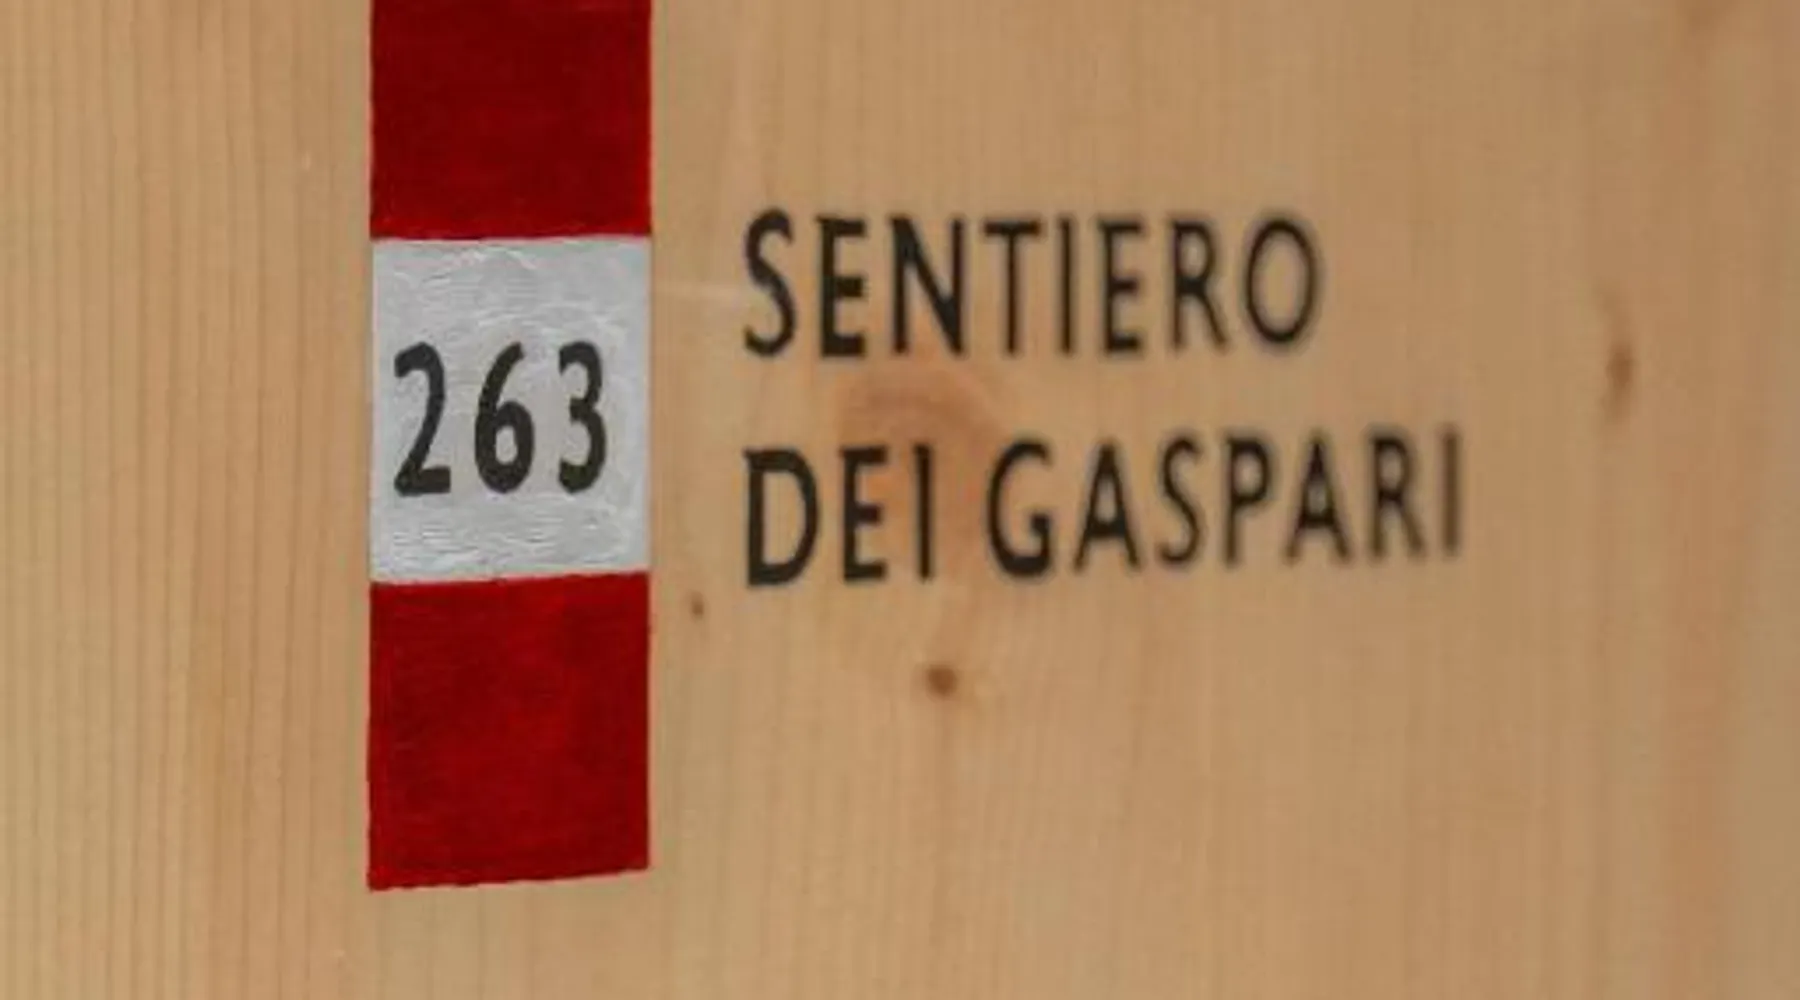 263
SENTIERO
DEI GASPARI